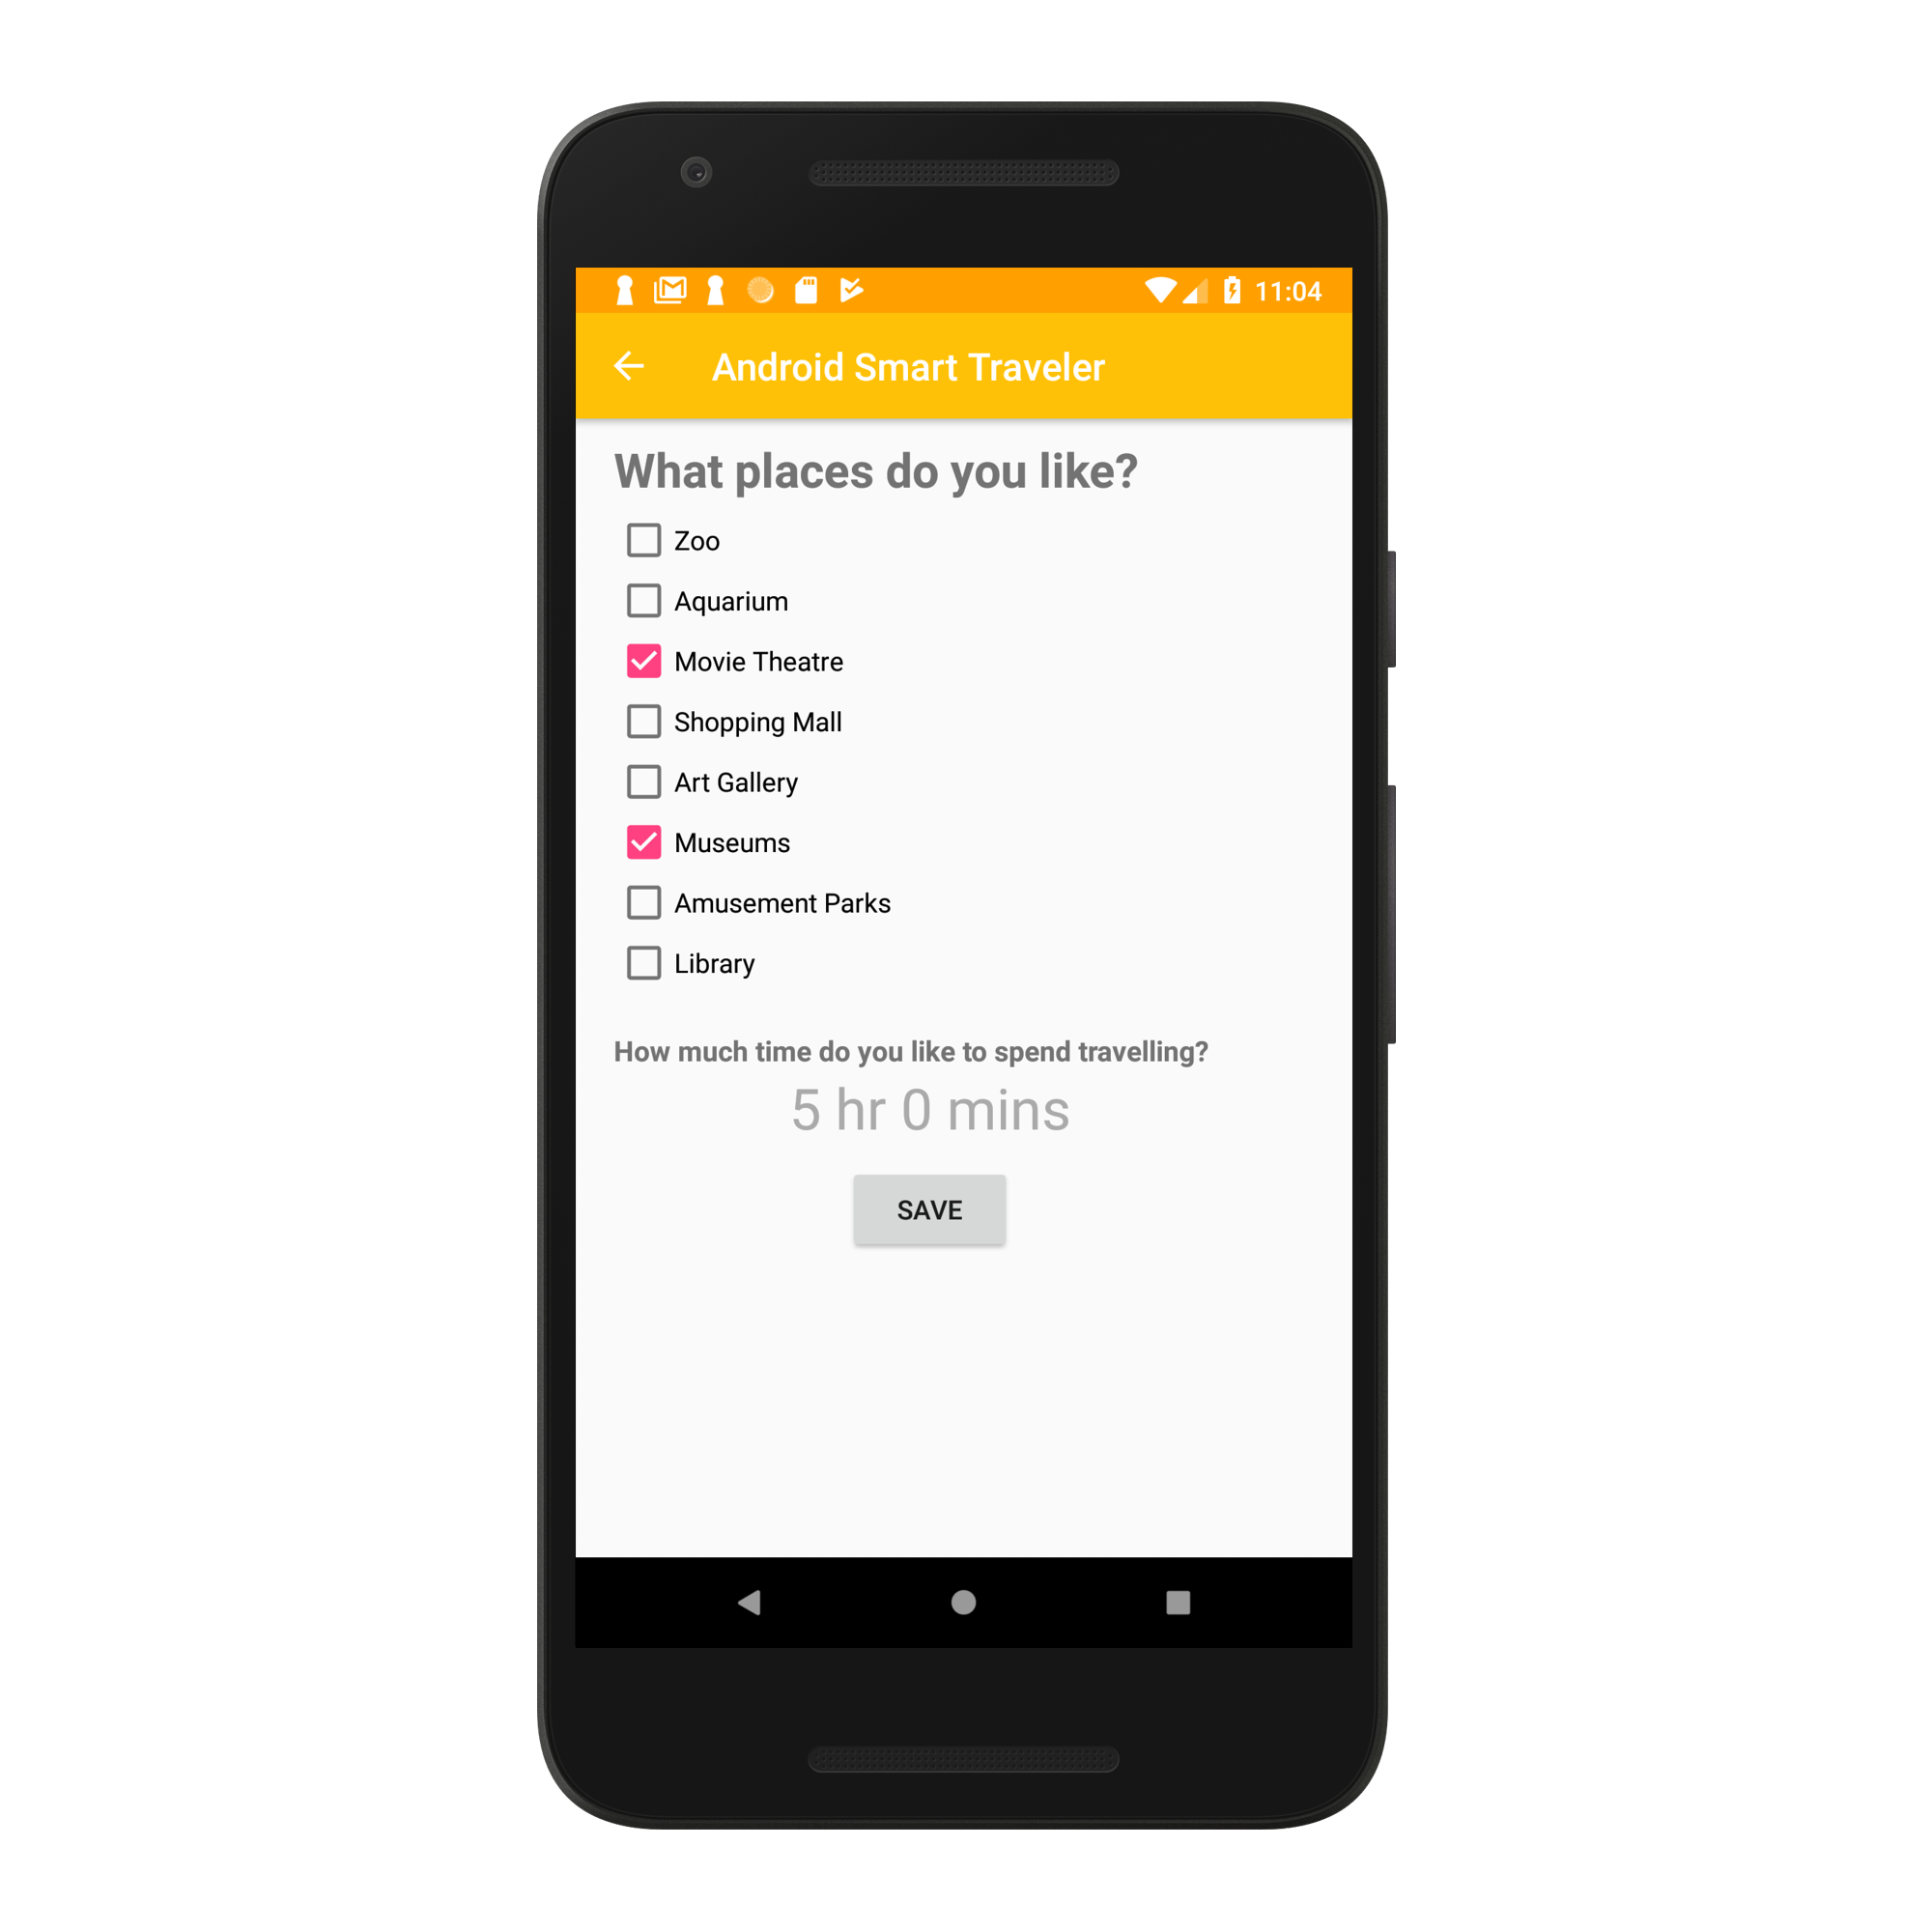 11:04
Android Smart Traveler
What places do you like?
Zoo
Aquarium
Movie Theatre
Shopping Mall
Art Gallery
Museums
Amusement Parks
Library
How much time do you like to spend travelling?
5 hr 0 mins
SAVE